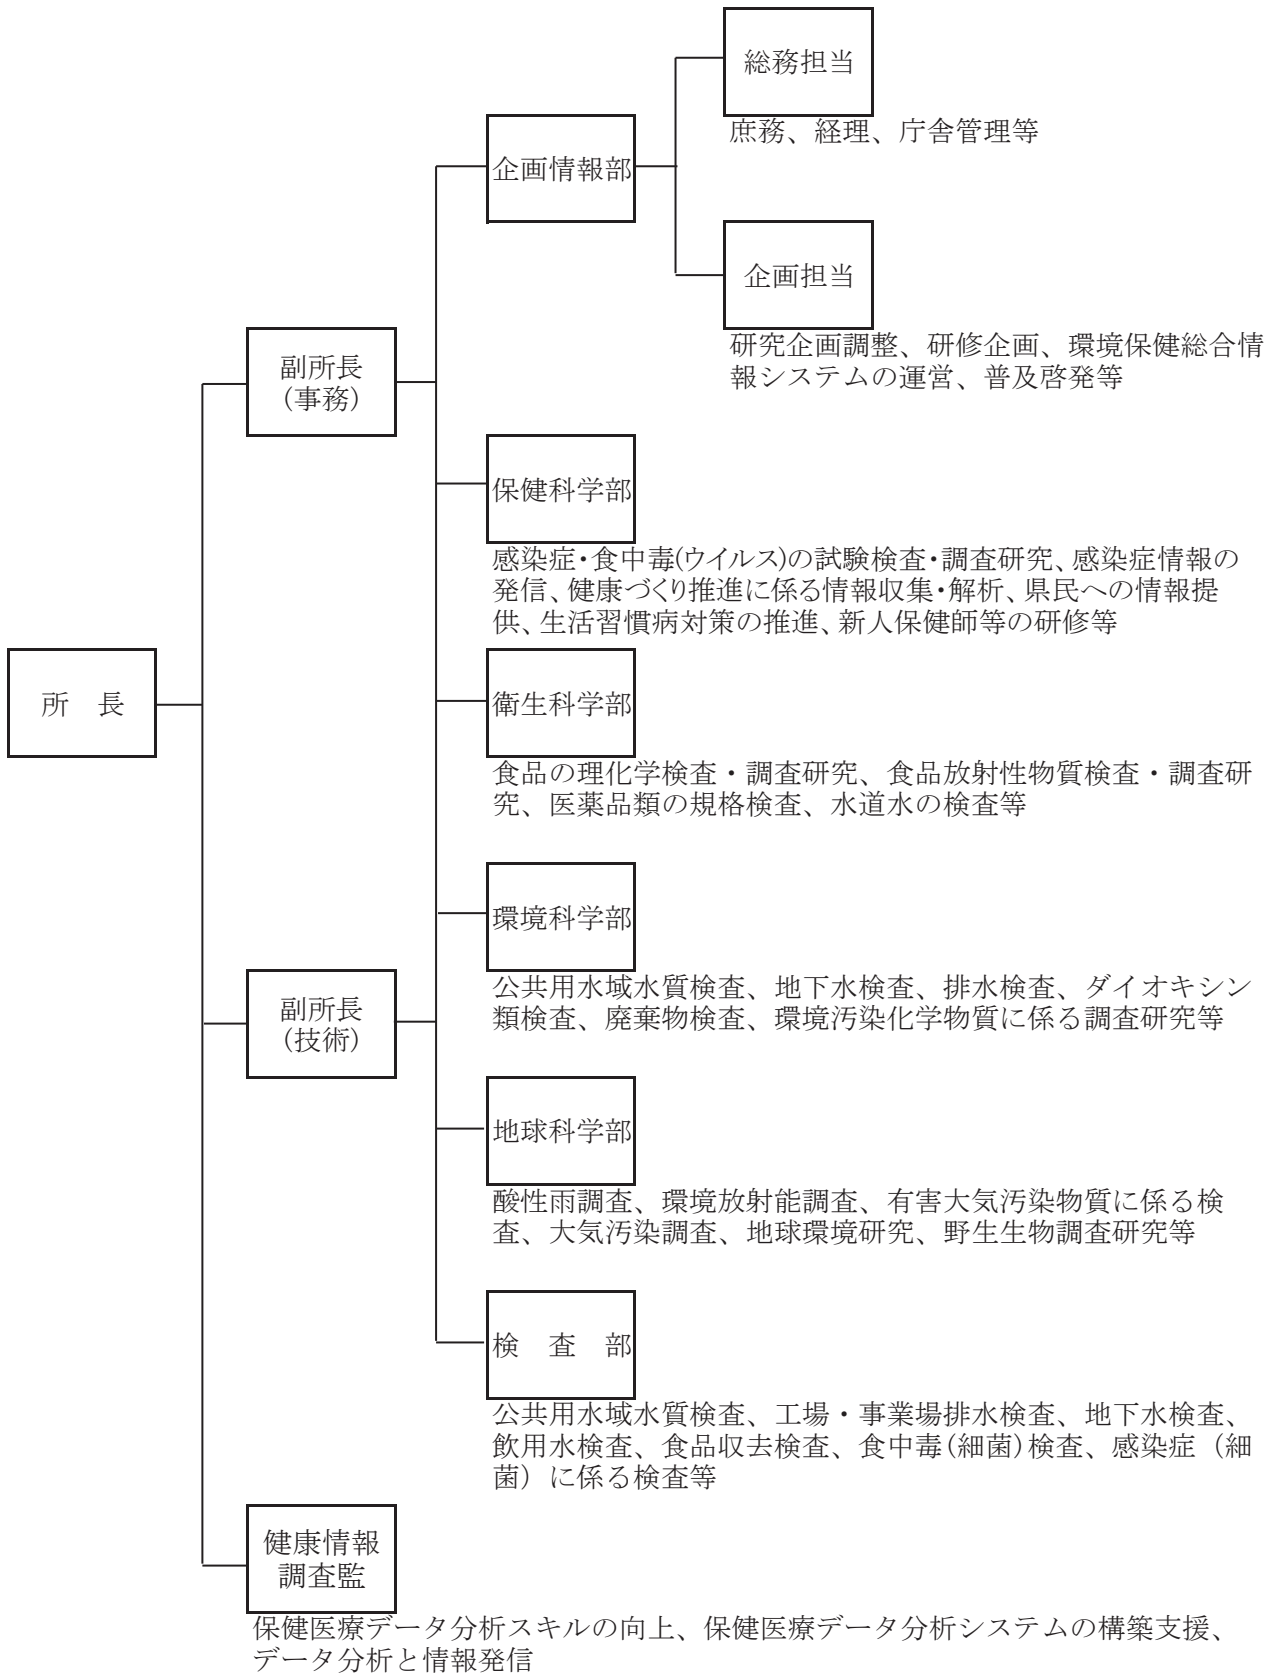 総務担当
庶務、経理、庁舎管理等
企画情報部
企画担当
研究企画調整、研修企画、環境保健総合情
報システムの運営、普及啓発等
副所長
（事務）
保健科学部
感染症・食中毒(ウイルス)の試験検査・調査研究、感染症情報の
発信、健康づくり推進に係る情報収集・解析、県民への情報提
供、生活習慣病対策の推進、新人保健師等の研修等
所　長
衛生科学部
食品の理化学検査・調査研究、食品放射性物質検査・調査研
究、医薬品類の規格検査、水道水の検査等
環境科学部
公共用水域水質検査、地下水検査、排水検査、ダイオキシン
類検査、廃棄物検査、環境汚染化学物質に係る調査研究等
副所長
（技術）
地球科学部
酸性雨調査、環境放射能調査、有害大気汚染物質に係る検
査、大気汚染調査、地球環境研究、野生生物調査研究等
検　査　部
公共用水域水質検査、工場・事業場排水検査、地下水検査、
飲用水検査、食品収去検査、食中毒(細菌)検査、感染症（細
菌）に係る検査等
健康情報
調査監
保健医療データ分析スキルの向上、保健医療データ分析システムの構築支援、
データ分析と情報発信